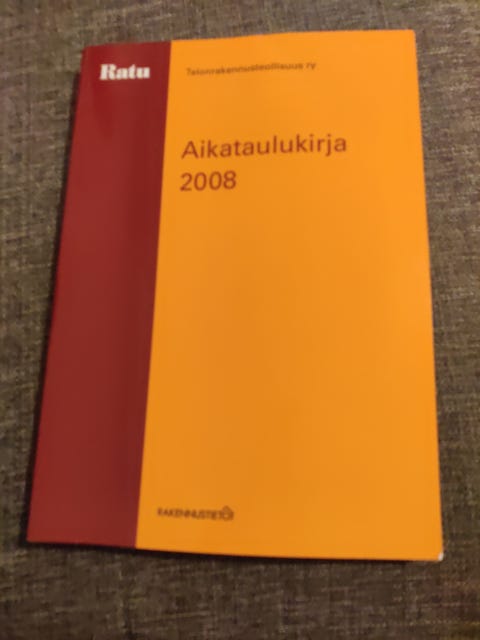 Ratu
Talonrakennusteollisuus ry
Aikataulukirja
2008
RAKENNUSTIETO